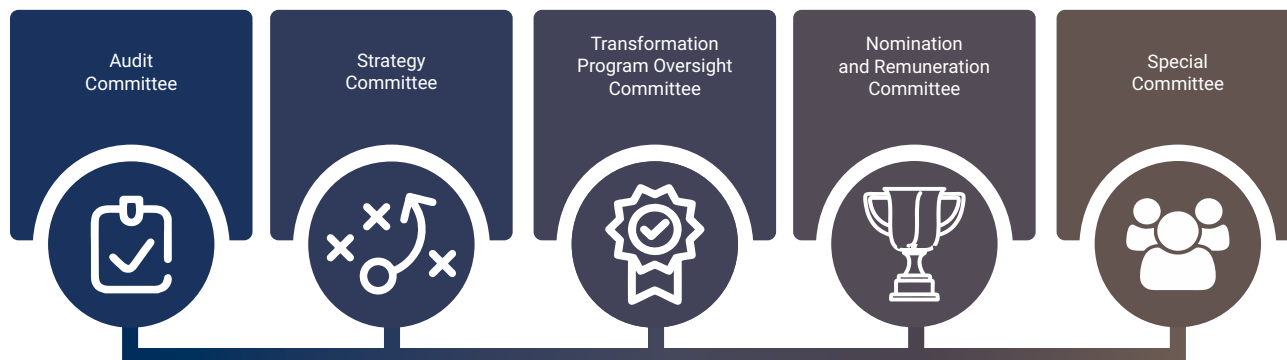 Audit
Committee
Strategy
Committee
Transformation
Program Oversight
Committee
Nomination
and Remuneration
Committee
Special
Committee